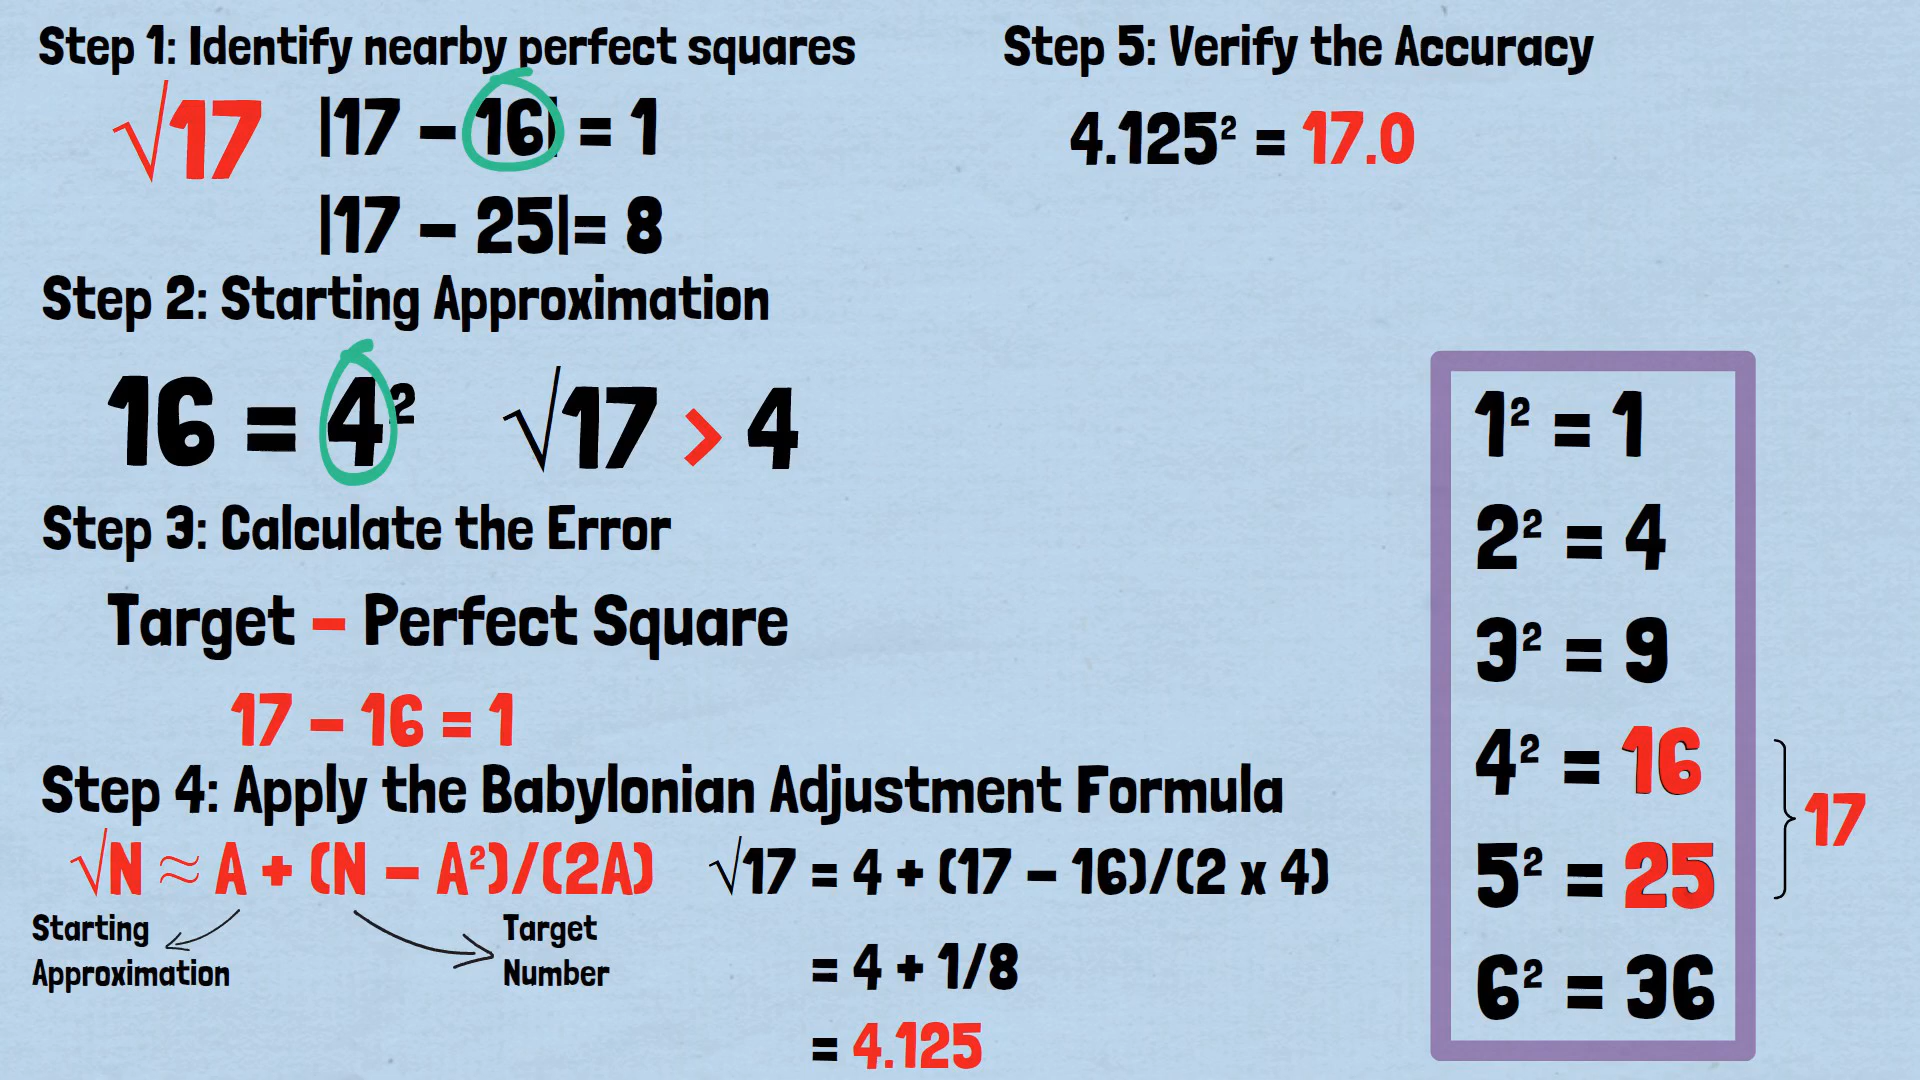 Step 1: Identify nearby perfect squares
√17
|17 – 16| = 1
|17 – 25|= 8
Step 2: Starting Approximation
16 = 4²
√17 > 4
Step 3: Calculate the Error
Target – Perfect Square
17 – 16 = 1
Step 4: Apply the Babylonian Adjustment Formula
√N ≈ A + (N – A²)/(2A)
Starting
Approximation
Target
Number
√17 = 4 + (17 – 16)/(2 x 4)
= 4 + 1/8
= 4.125
Step 5: Verify the Accuracy
4.125² = 17.0
1² = 1
2² = 4
3² = 9
4² = 16
5² = 25
6² = 36
17